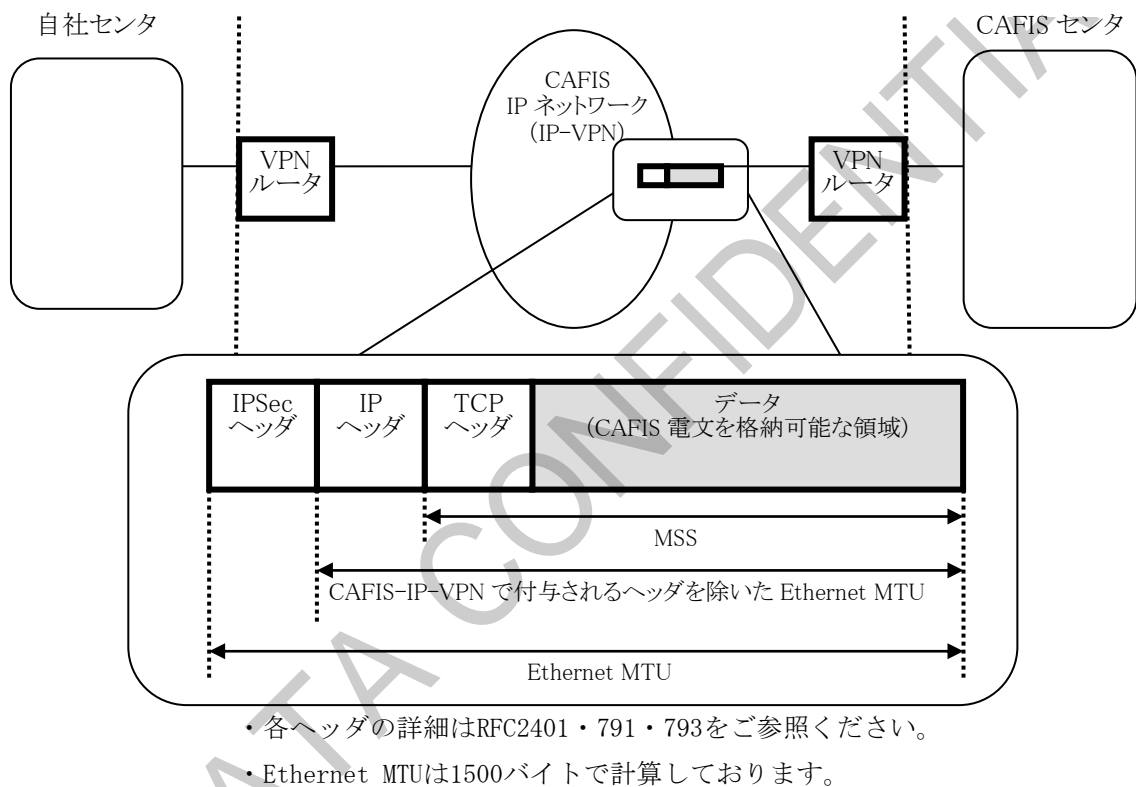 自社センタ
CAFIS センタ
CAFIS
IP ネットワーク
(IP-VPN)
VPN
ルータ
VPN
ルータ
IPSec
ヘッダ
IP
ヘッダ
TCP
ヘッダ
データ
(CAFIS 電文を格納可能な領域)
MSS
CAFIS-IP-VPN で付与されるヘッダを除いた Ethernet MTU
Ethernet MTU
・各ヘッダの詳細はRFC2401・791・793をご参照ください。
・Ethernet MTUは1500バイトで計算しております。
ATA CONFIDENTIA